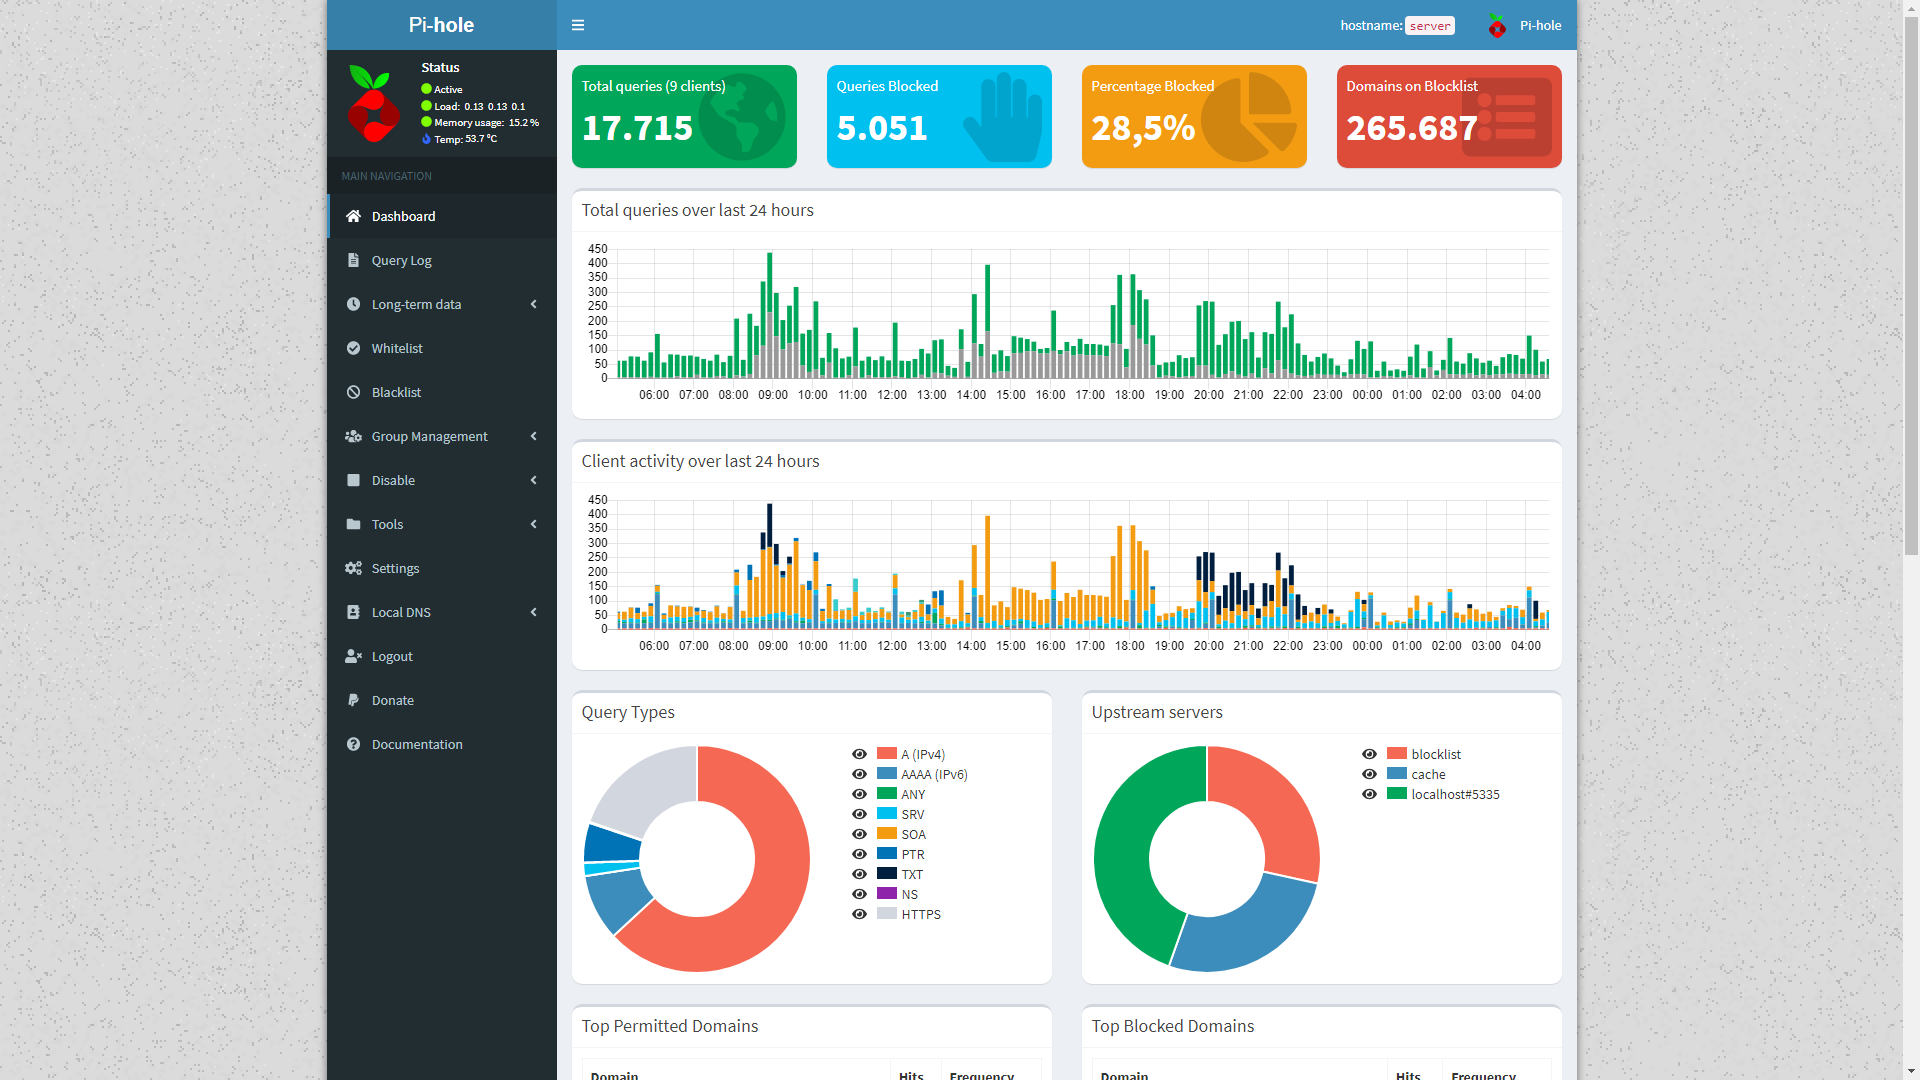 Pi-hole
hostname: server
Pi-hole
Status
Active
Load: 0.13 0.13 0.1
Memory usage: 15.2 %
Temp: 53.7 °C
MAIN NAVIGATION
Dashboard
Query Log
Long-term data
Whitelist
Blacklist
Group Management
Disable
Tools
Settings
Local DNS
Logout
Donate
Documentation
Total queries (9 clients)
17.715
Queries Blocked
5.051
Percentage Blocked
28,5%
Domains on Blocklist
265.687
Total queries over last 24 hours
450
400
350
300
250
200
150
100
50
0
06:00 07:00 08:00 09:00 10:00 11:00 12:00 13:00 14:00 15:00 16:00 17:00 18:00 19:00 20:00 21:00 22:00 23:00 00:00 01:00 02:00 03:00 04:00
Client activity over last 24 hours
450
400
350
300
250
200
150
100
50
0
06:00 07:00 08:00 09:00 10:00 11:00 12:00 13:00 14:00 15:00 16:00 17:00 18:00 19:00 20:00 21:00 22:00 23:00 00:00 01:00 02:00 03:00 04:00
Query Types
A (IPv4)
AAAA (IPv6)
ANY
SRV
SOA
PTR
TXT
NS
HTTPS
Upstream servers
blocklist
cache
localhost#5335
Top Permitted Domains
Domain Hits Frequency
Top Blocked Domains
Domain Hits Frequency